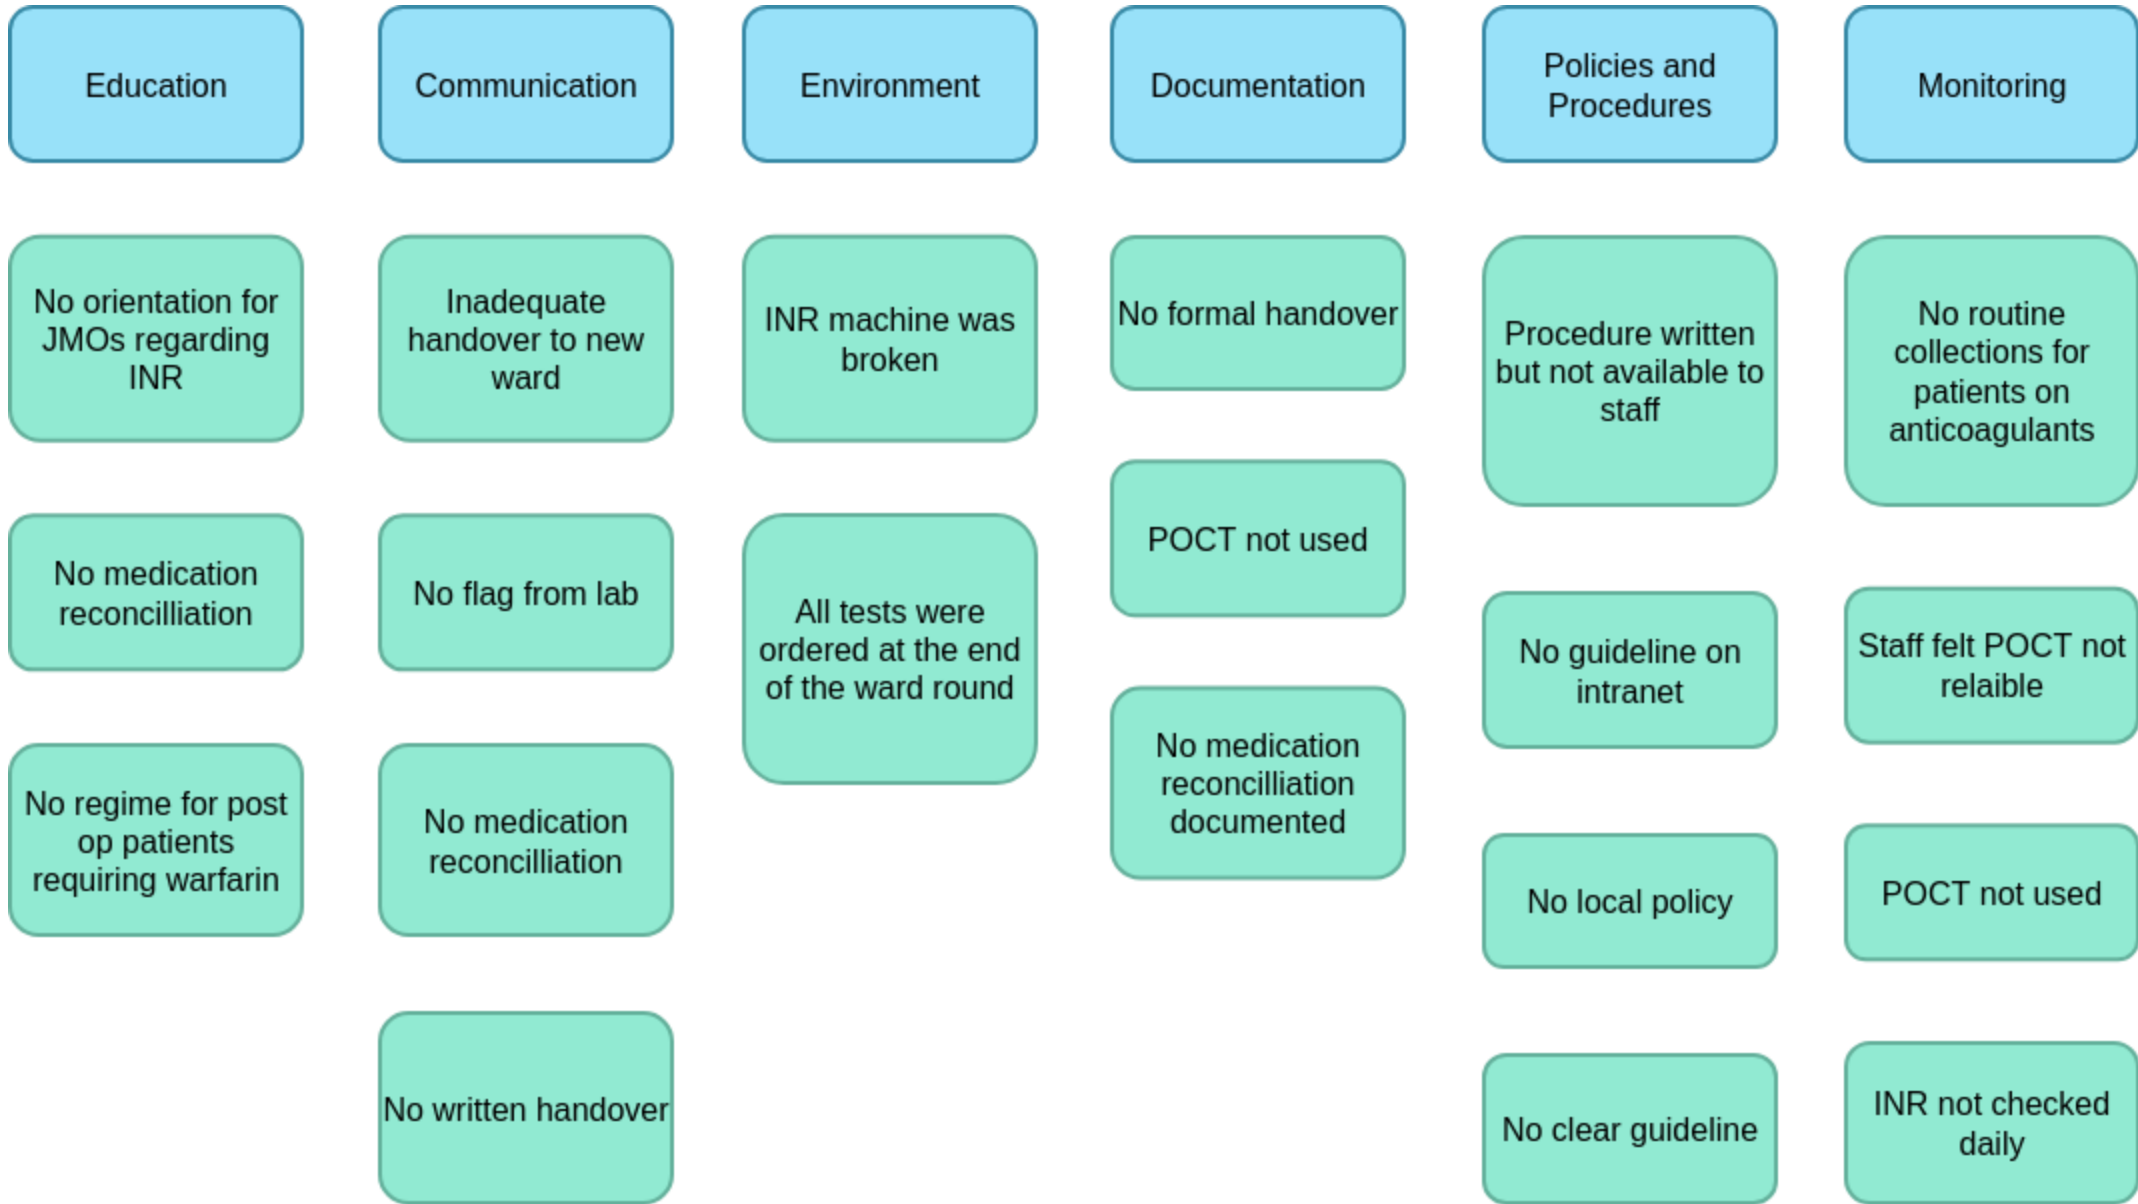 Education
Communication
Environment
Documentation
Policies and
Procedures
Monitoring
No orientation for
JMOs regarding
INR
No medication
reconcilliation
No regime for post
op patients
requiring warfarin
Inadequate
handover to new
ward
No flag from lab
No medication
reconcilliation
No written handover
INR machine was
broken
All tests were
ordered at the end
of the ward round
No formal handover
POCT not used
No medication
reconcilliation
documented
Procedure written
but not available to
staff
No guideline on
intranet
No local policy
No clear guideline
No routine
collections for
patients on
anticoagulants
Staff felt POCT not
relaible
POCT not used
INR not checked
daily